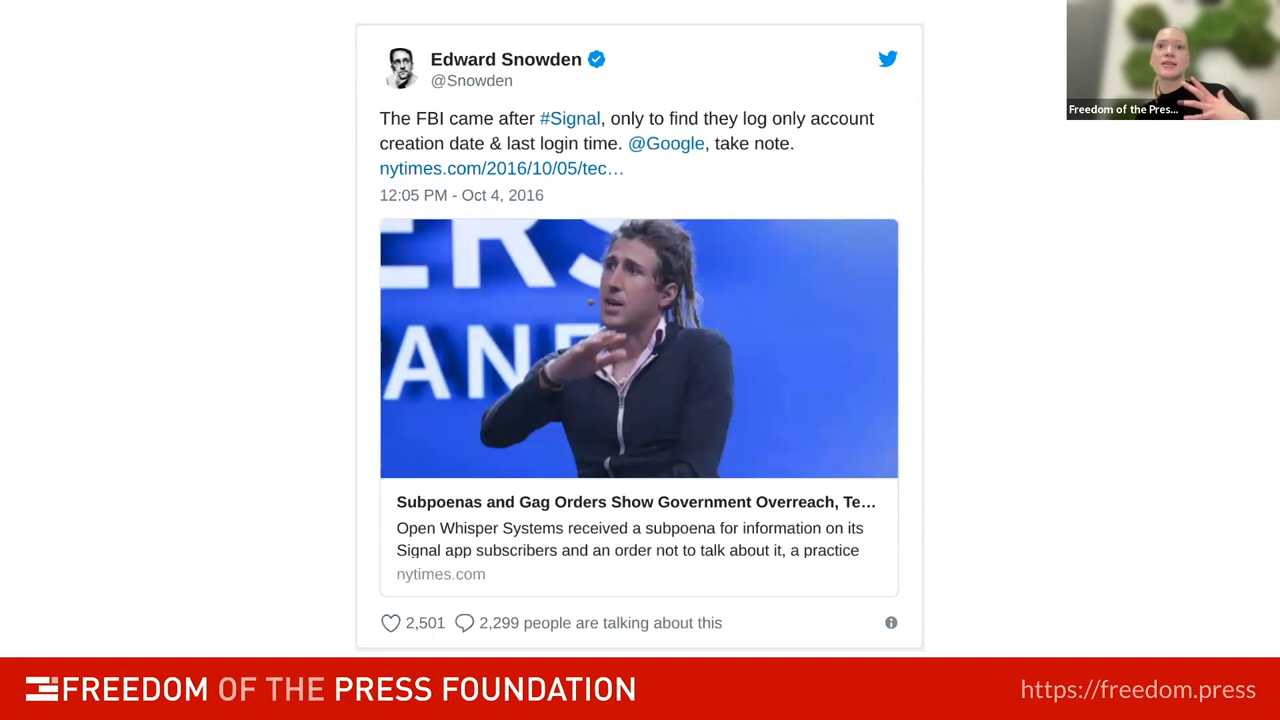 Edward Snowden
@Snowden
The FBI came after #Signal, only to find they log only account
creation date & last login time. @Google, take note.
nytimes.com/2016/10/05/tec…
12:05 PM - Oct 4, 2016
ERS
AND
Subpoenas and Gag Orders Show Government Overreach, Te…
Open Whisper Systems received a subpoena for information on its
Signal app subscribers and an order not to talk about it, a practice
nytimes.com
2,501 2,299 people are talking about this
Freedom of the Pres...
FREEDOM OF THE PRESS FOUNDATION
https://freedom.press